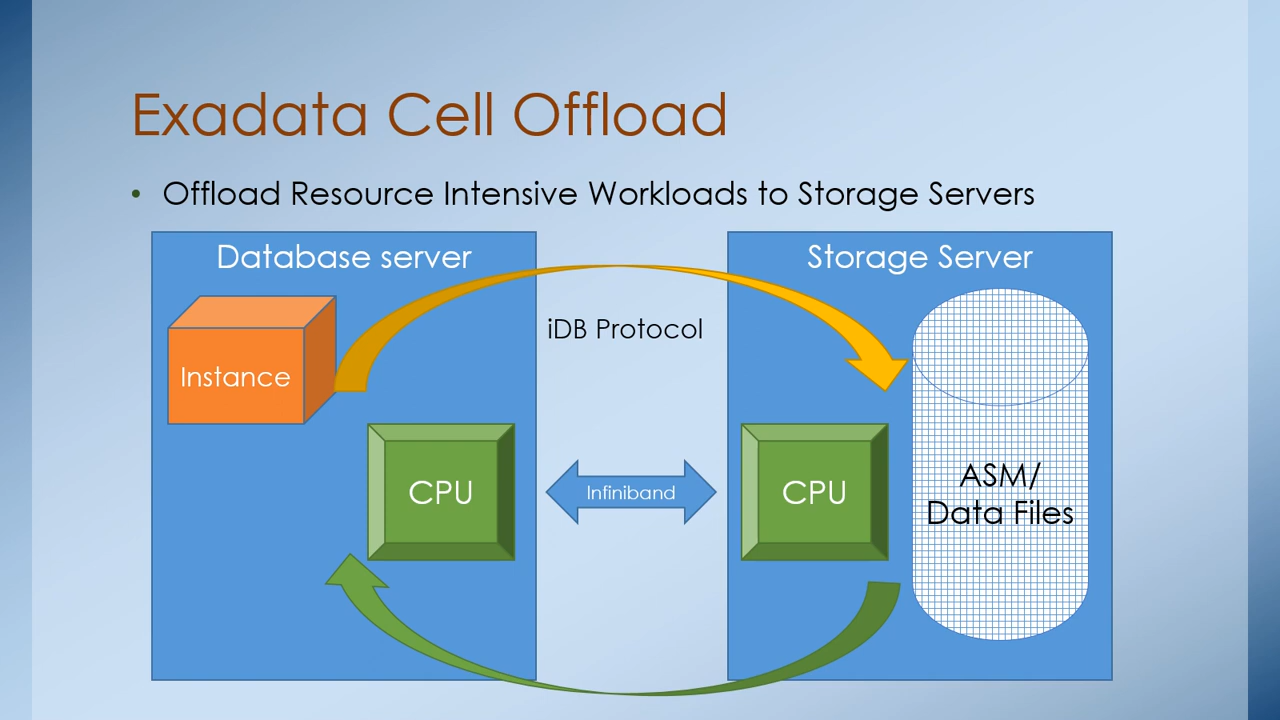 Exadata Cell Offload
• Offload Resource Intensive Workloads to Storage Servers
Database server
Storage Server
iDB Protocol
Instance
CPU
Infiniband
CPU
ASM/
Data Files